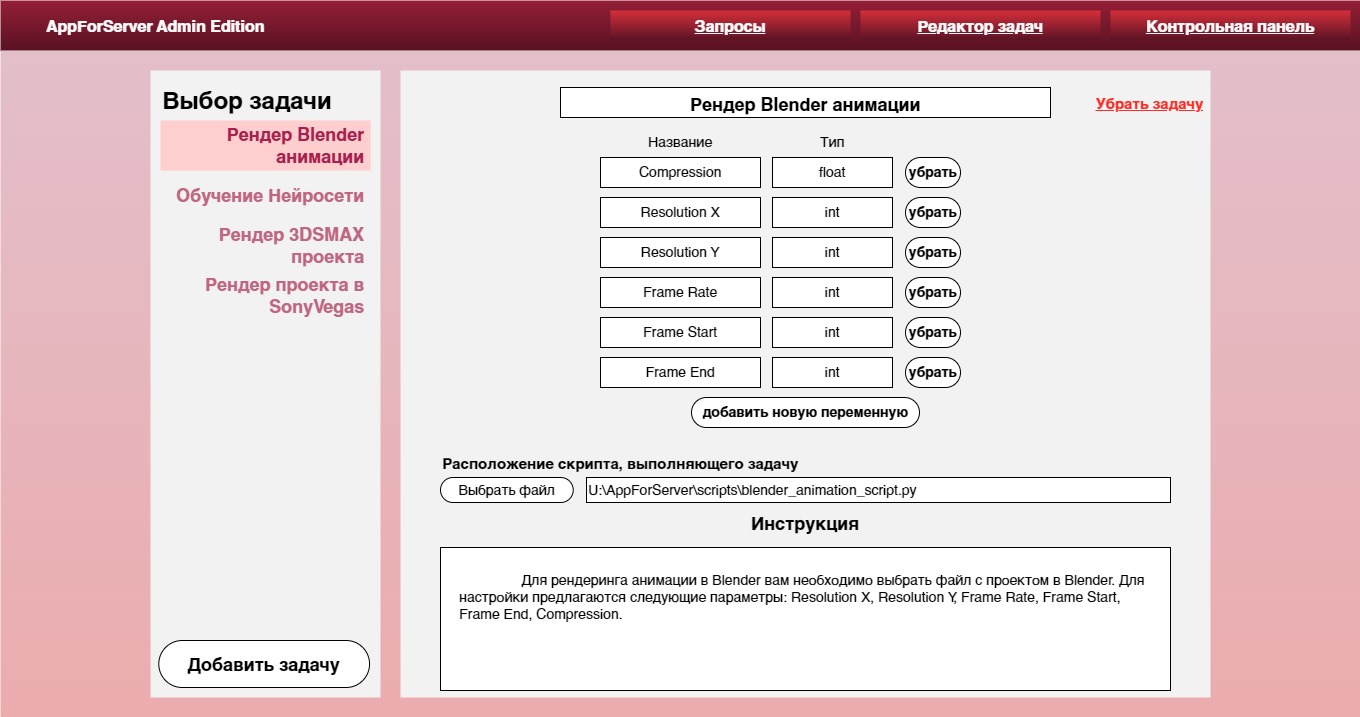 AppForServer Admin Edition
Запросы
Редактор задач
Контрольная панель
Выбор задачи
Рендер Blender
анимации
Обучение Нейросети
Рендер 3DSMAX
проекта
Рендер проекта в
SonyVegas
Добавить задачу
Рендер Blender анимации
Убрать задачу
Название
Тип
Compression
float
убрать
Resolution X
int
убрать
Resolution Y
int
убрать
Frame Rate
int
убрать
Frame Start
int
убрать
Frame End
int
убрать
добавить новую переменную
Расположение скрипта, выполняющего задачу
Выбрать файл
U:\AppForServer\scripts\blender_animation_script.py
Инструкция
Для рендеринга анимации в Blender вам необходимо выбрать файл с проектом в Blender. Для
настройки предлагаются следующие параметры: Resolution X, Resolution Y, Frame Rate, Frame Start,
Frame End, Compression.